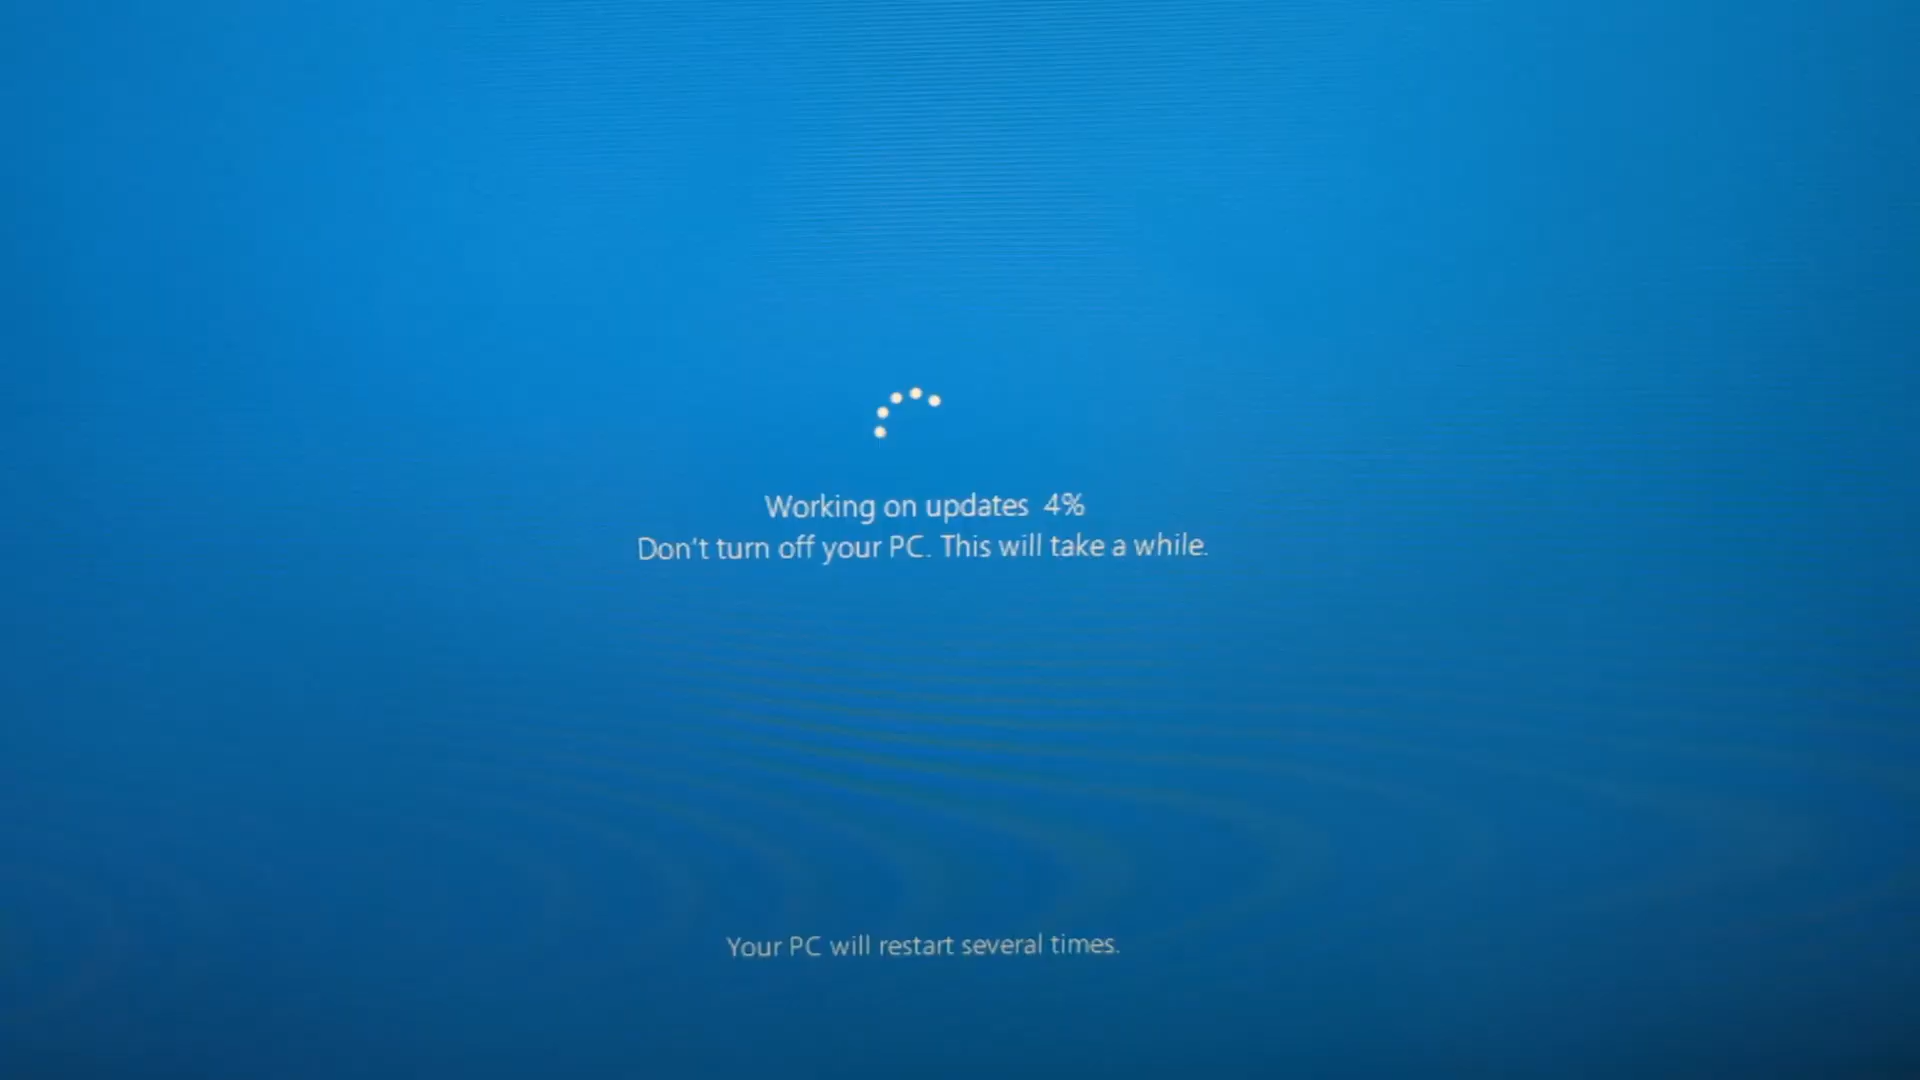 Working on updates 4%
Don't turn off your PC. This will take a while.
Your PC will restart several times.